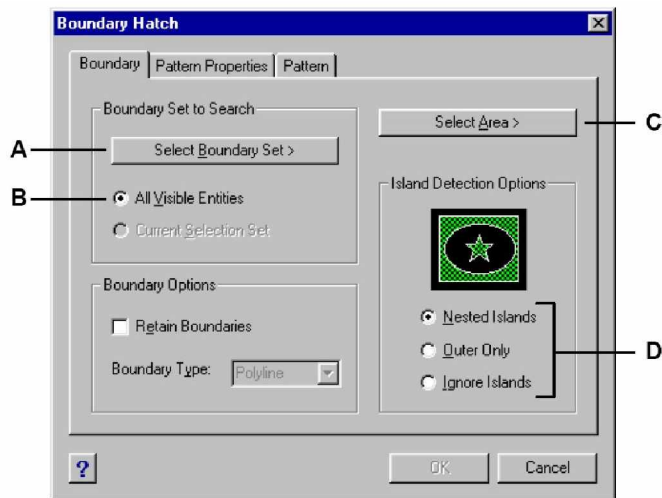 Boundary Hatch
Boundary Pattern Properties Pattern
Boundary Set to Search
A
Select Boundary Set >
B
All Visible Entities
Current Selection Set
Boundary Options
Retain Boundaries
Boundary Type: Polyline
Select Area >
C
Island Detection Options
Nested Islands
Outer Only
Ignore Islands
D
?
OK
Cancel